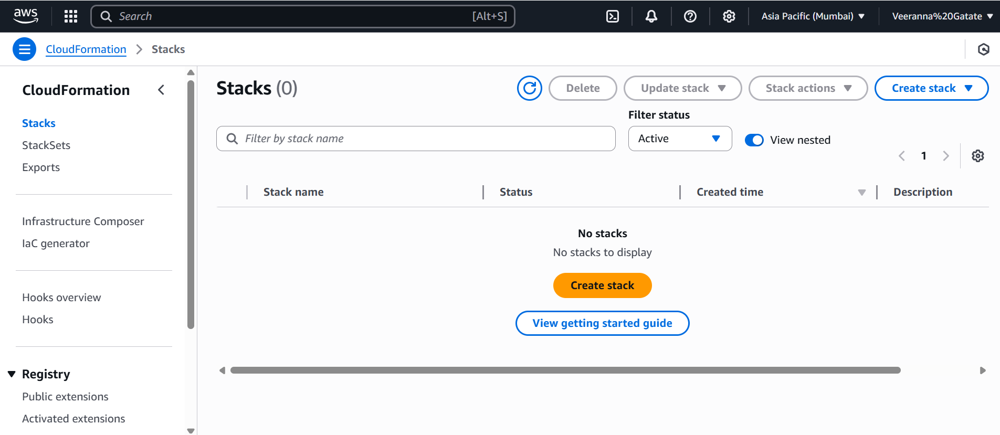 aws
Search [Alt+S]
Asia Pacific (Mumbai)
Veeranna%20Gatate
CloudFormation
Stacks
CloudFormation
Stacks
StackSets
Exports
Infrastructure Composer
IaC generator
Hooks overview
Hooks
Registry
Public extensions
Activated extensions
Stacks (0)
Delete
Update stack
Stack actions
Create stack
Filter by stack name
Filter status
Active
View nested
1
Stack name
Status
Created time
Description
No stacks
No stacks to display
Create stack
View getting started guide